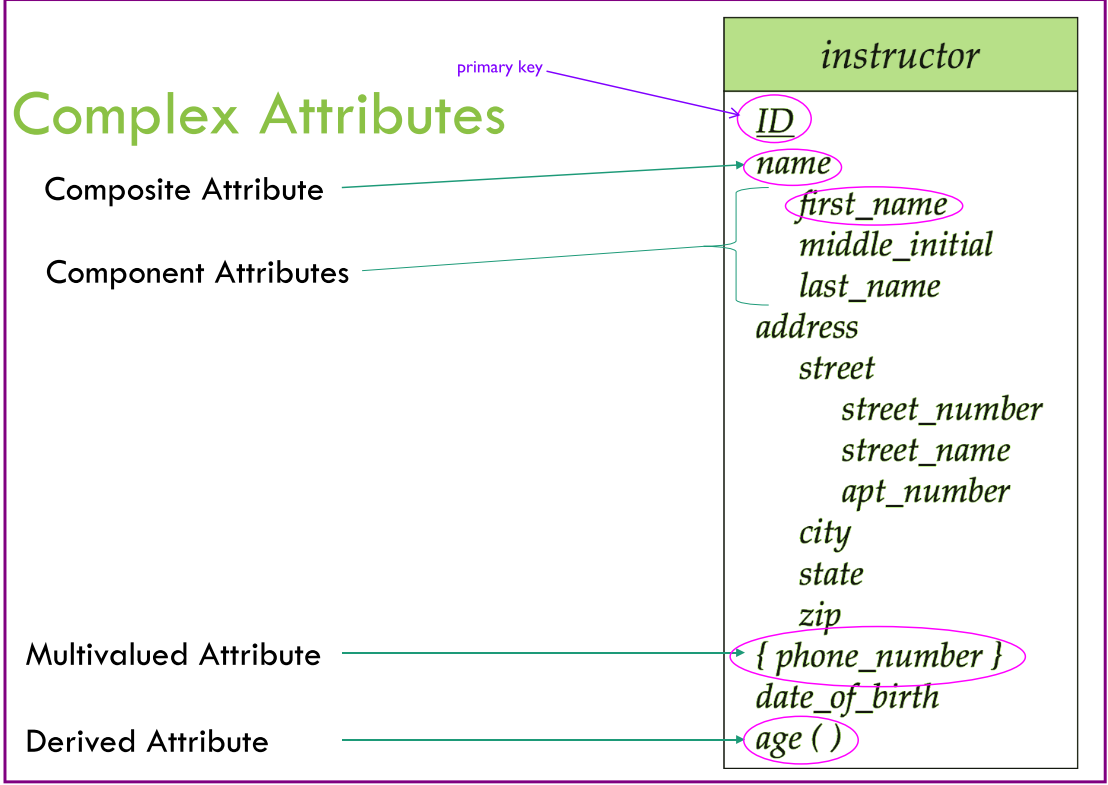 primary key
Complex Attributes
Composite Attribute
Component Attributes
Multivalued Attribute
Derived Attribute
instructor
ID
name
first_name
middle_initial
last_name
address
street
street_number
street_name
apt_number
city
state
zip
{ phone_number }
date_of_birth
age ( )